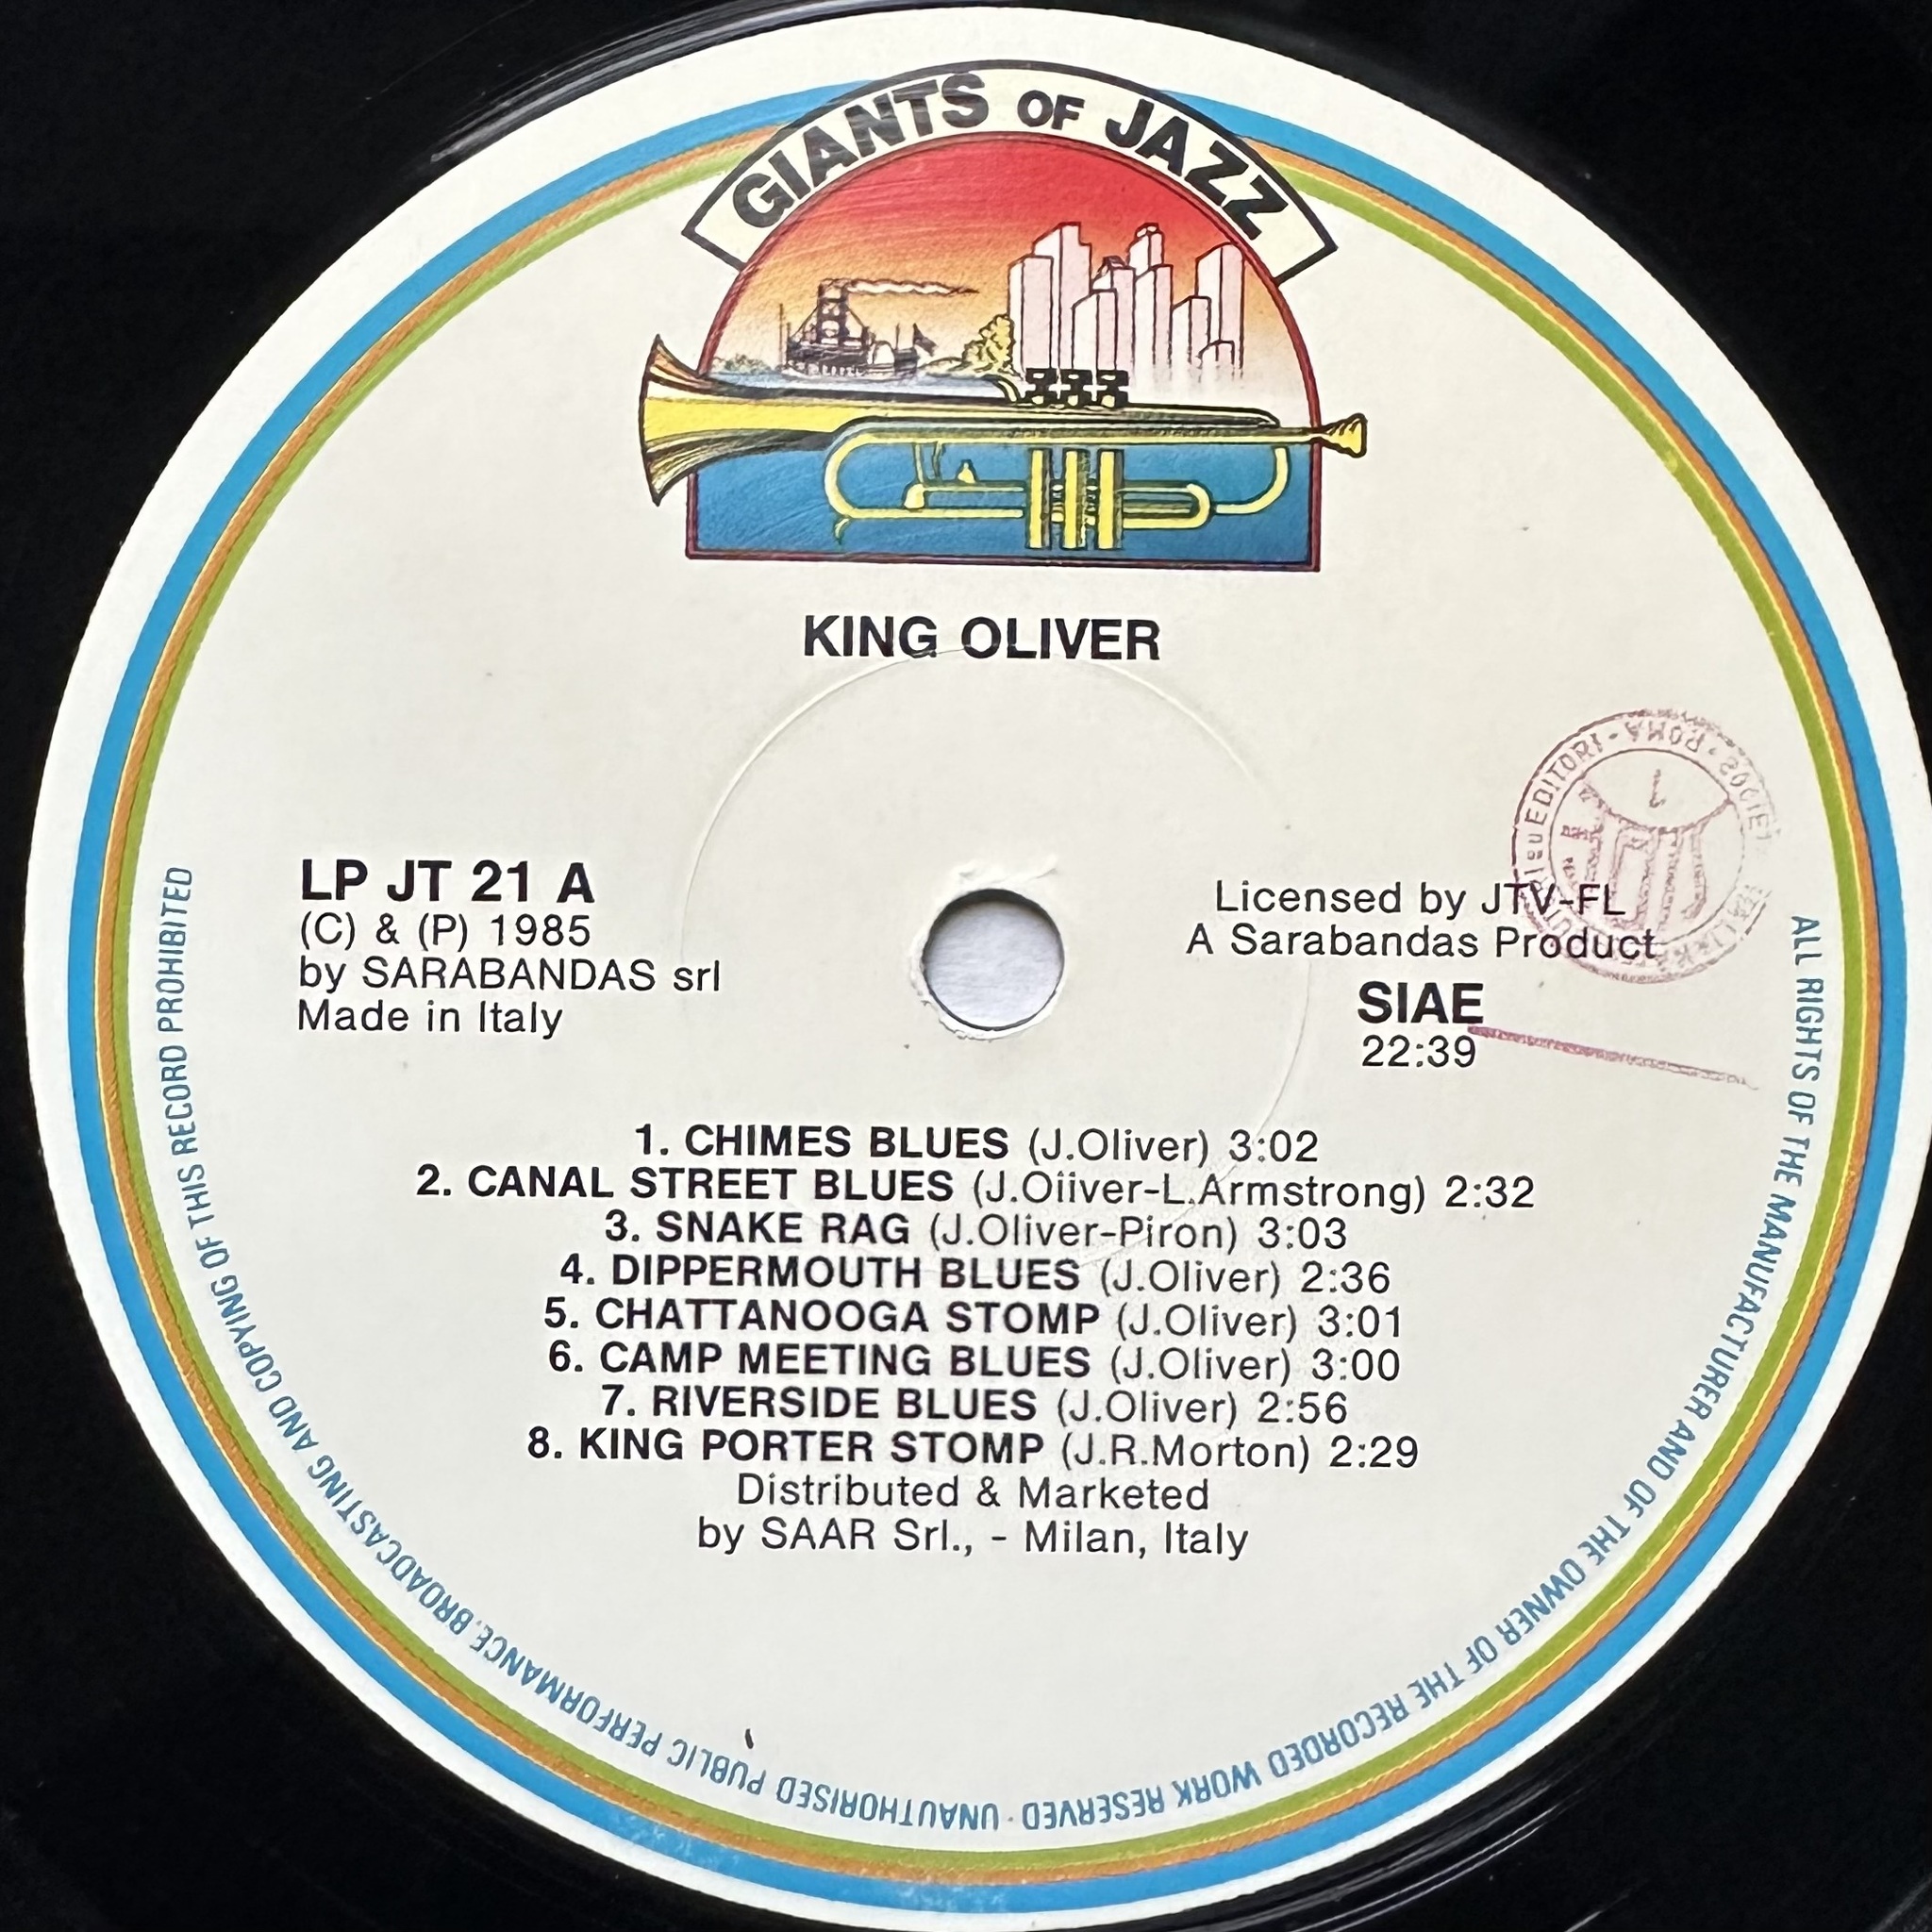 GIANTS OF JAZZ
KING OLIVER
LP JT 21 A
(C) & (P) 1985
by SARABANDAS srl
Made in Italy
Licensed by JTV-FL
A Sarabandas Product
SIAE
22:39
EDITORI - ROMA -
1. CHIMES BLUES (J.Oliver) 3:02
2. CANAL STREET BLUES (J.Oiiver-L.Armstrong) 2:32
3. SNAKE RAG (J.Oliver-Piron) 3:03
4. DIPPERMOUTH BLUES (J.Oliver) 2:36
5. CHATTANOOGA STOMP (J.Oliver) 3:01
6. CAMP MEETING BLUES (J.Oliver) 3:00
7. RIVERSIDE BLUES (J.Oliver) 2:56
8. KING PORTER STOMP (J.R.Morton) 2:29
Distributed & Marketed
by SAAR Srl., - Milan, Italy
ALL RIGHTS OF THE MANUFACTURER AND OF THE OWNER OF THE RECORDED WORK RESERVED · UNAUTHORISED PUBLIC PERFORMANCE, BROADCASTING AND COPYING OF THIS RECORD PROHIBITED